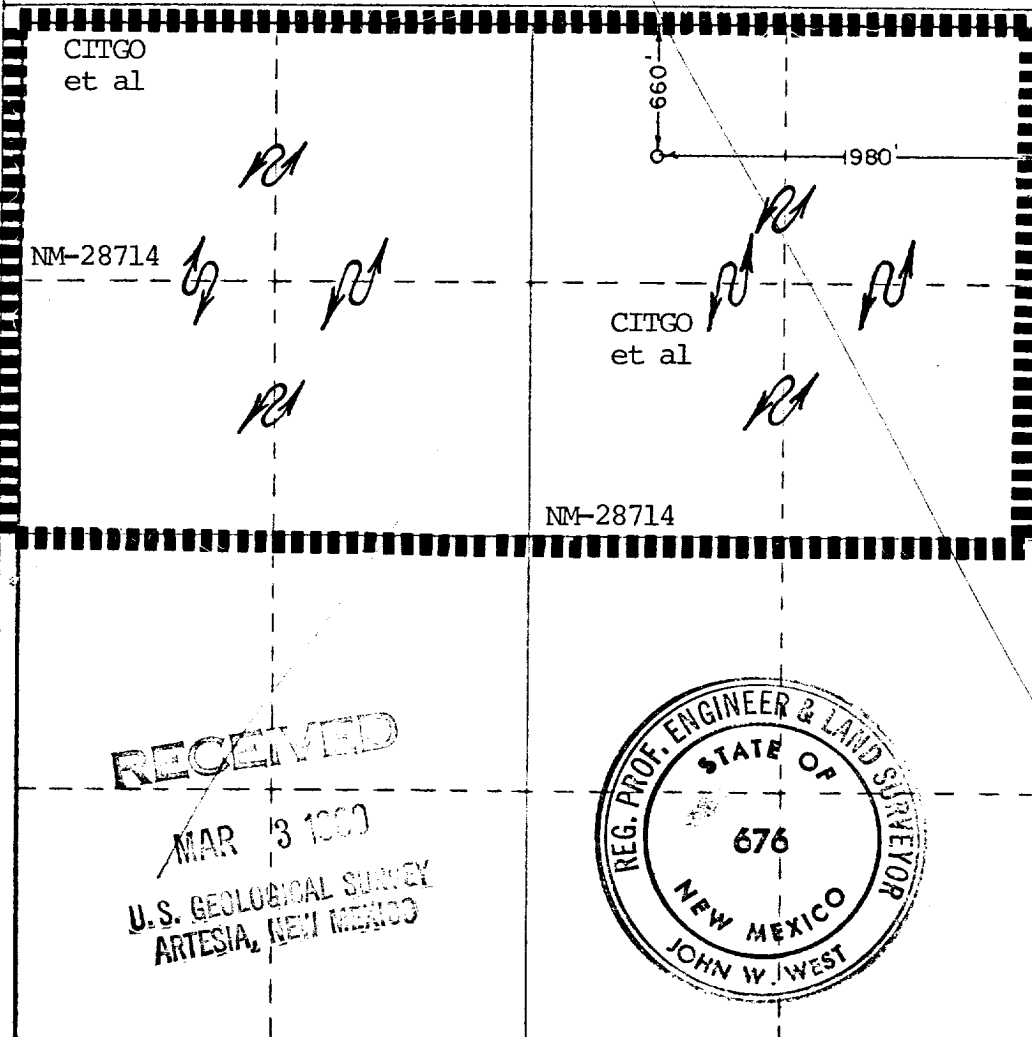 CITGO
et al
660'
1980'
NM-28714
CITGO
et al
NM-28714
RECEIVED
MAR 3 1980
U.S. GEOLOGICAL SURVEY
ARTESIA, NEW MEXICO
REG. PROF. ENGINEER & LAND SURVEYOR
STATE OF
676
NEW MEXICO
JOHN W. WEST